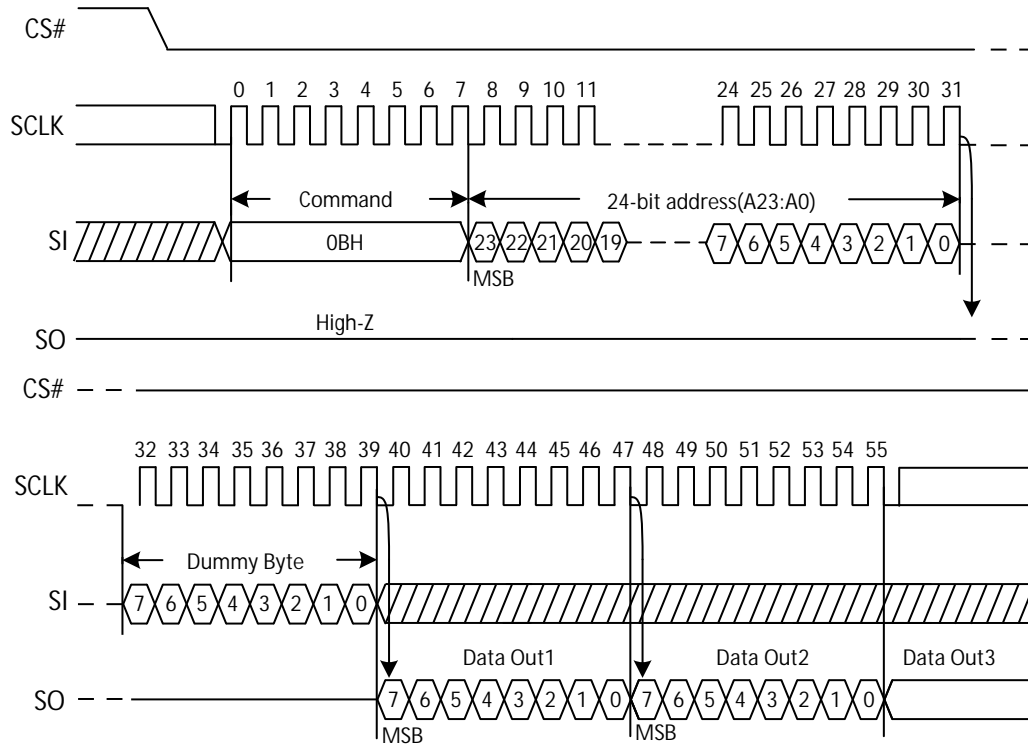 CS#
0 1 2 3 4 5 6 7 8 9 10 11 24 25 26 27 28 29 30 31
SCLK
Command 24-bit address(A23:A0)
SI 0BH 23 22 21 20 19 7 6 5 4 3 2 1 0
MSB
High-Z
SO
CS#
32 33 34 35 36 37 38 39 40 41 42 43 44 45 46 47 48 49 50 51 52 53 54 55
SCLK
Dummy Byte
SI 7 6 5 4 3 2 1 0
Data Out1 Data Out2 Data Out3
SO 7 6 5 4 3 2 1 0 7 6 5 4 3 2 1 0
MSB MSB